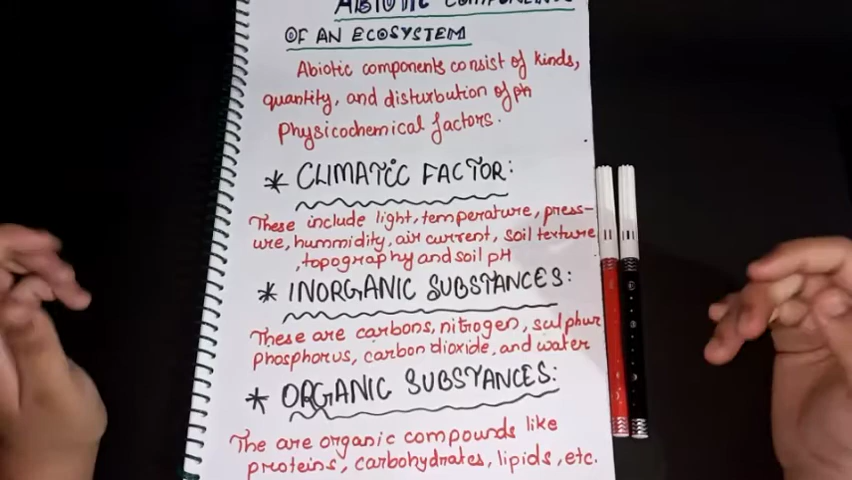 ABIOTIC COMPONENTS
OF AN ECOSYSTEM
Abiotic components consist of kinds,
quantity, and disturbution of ph
physicochemical factors.
* CLIMATIC FACTOR:
These include light, temperature, press-
ure, hummidity, air current, soil texture
,topography and soil pH
* INORGANIC SUBSTANCES:
These are carbons, nitrogen, sulphur
phosphorus, carbon dioxide, and water
* ORGANIC SUBSTANCES:
The are organic compounds like
proteins, carbohydrates, lipids, etc.